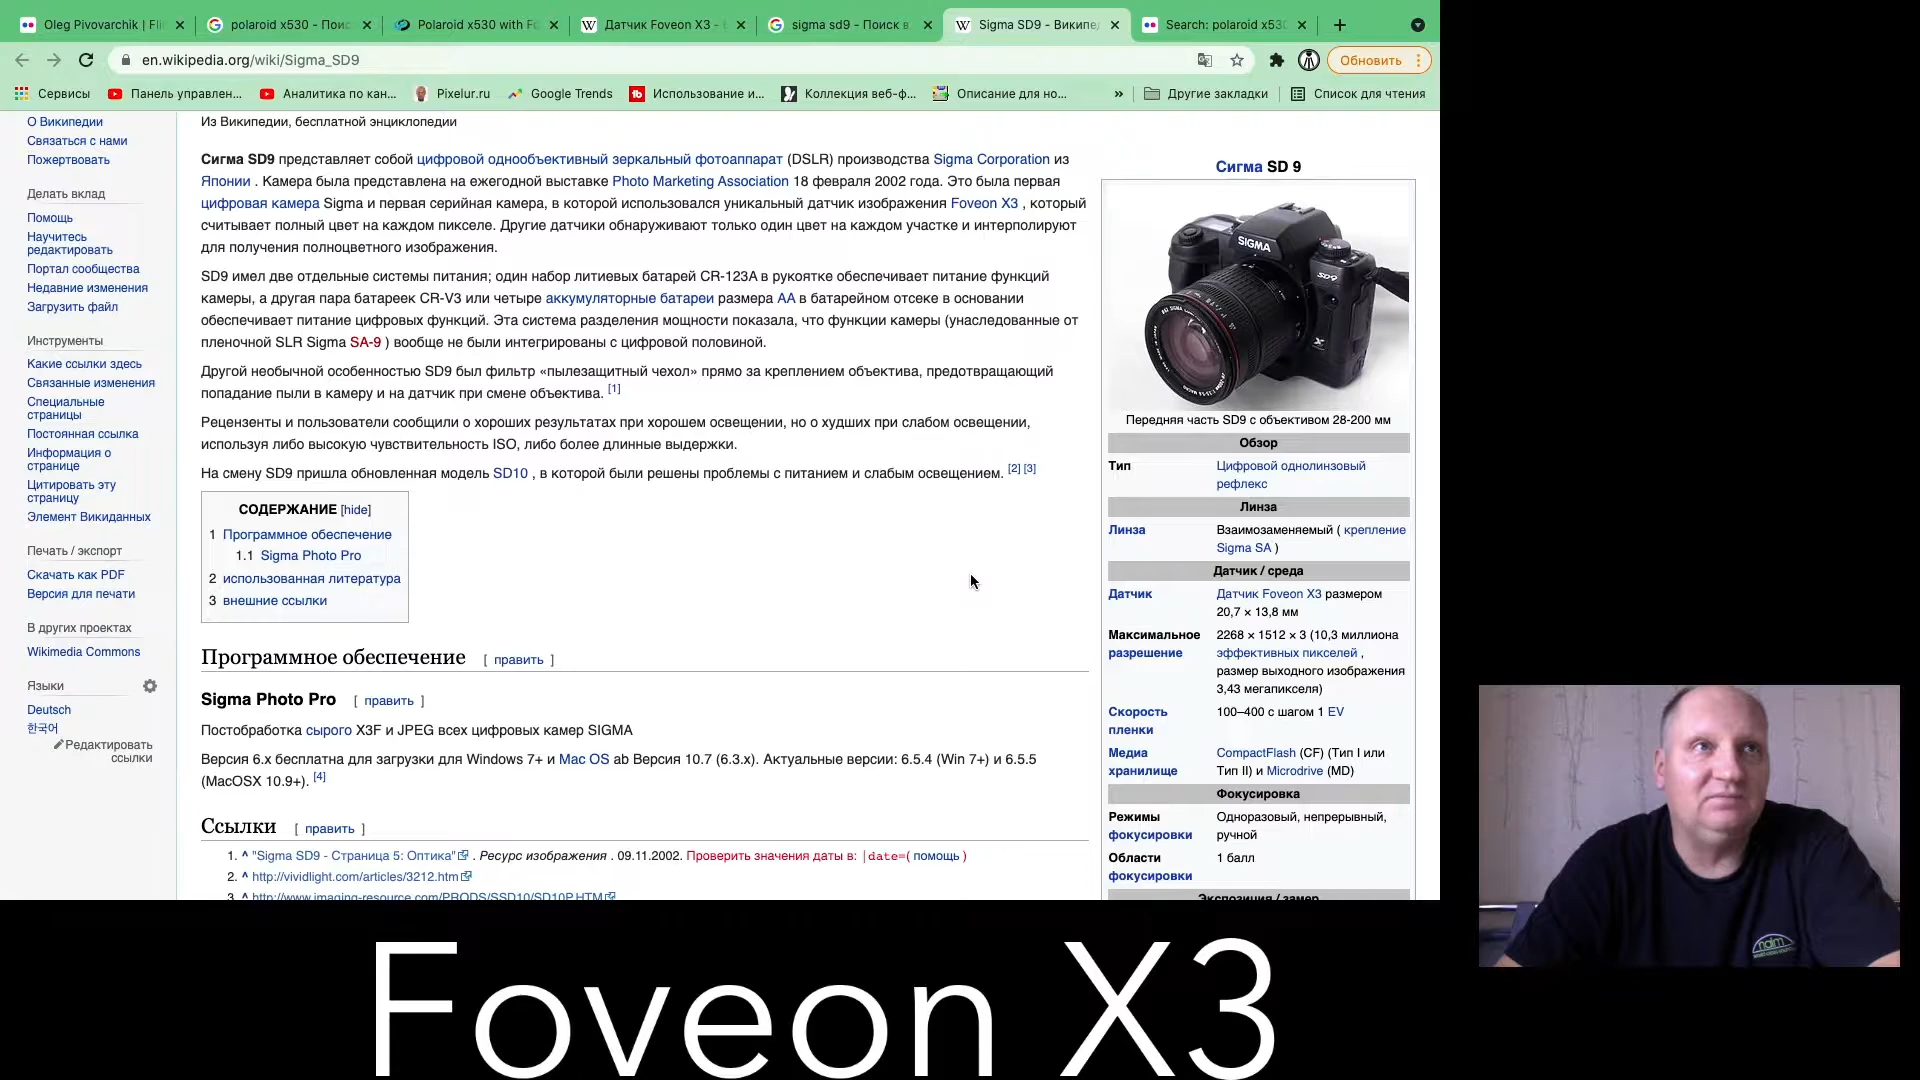 Oleg Pivovarchik | Fli
polaroid x530 - Поис
Polaroid x530 with Fo
Датчик Foveon X3 -
sigma sd9 - Поиск в
Sigma SD9 - Википе
Search: polaroid x530
en.wikipedia.org/wiki/Sigma_SD9
Обновить
Сервисы
Панель управлен...
Аналитика по кан...
Pixelur.ru
Google Trends
Использование и...
Коллекция веб-ф...
Описание для но...
»
Другие закладки
Список для чтения
О Википедии
Связаться с нами
Пожертвовать
Делать вклад
Помощь
Научитесь
редактировать
Портал сообщества
Недавние изменения
Загрузить файл
Инструменты
Какие ссылки здесь
Связанные изменения
Специальные
страницы
Постоянная ссылка
Информация о
странице
Цитировать эту
страницу
Элемент Викиданных
Печать / экспорт
Скачать как PDF
Версия для печати
В других проектах
Wikimedia Commons
Языки
Deutsch
한국어
Редактировать
ссылки
Из Википедии, бесплатной энциклопедии
Сигма SD9 представляет собой цифровой однообъективный зеркальный фотоаппарат (DSLR) производства Sigma Corporation из
Японии . Камера была представлена на ежегодной выставке Photo Marketing Association 18 февраля 2002 года. Это была первая
цифровая камера Sigma и первая серийная камера, в которой использовался уникальный датчик изображения Foveon X3 , который
считывает полный цвет на каждом пикселе. Другие датчики обнаруживают только один цвет на каждом участке и интерполируют
для получения полноцветного изображения.
SD9 имел две отдельные системы питания; один набор литиевых батарей CR-123A в рукоятке обеспечивает питание функций
камеры, а другая пара батареек CR-V3 или четыре аккумуляторные батареи размера AA в батарейном отсеке в основании
обеспечивает питание цифровых функций. Эта система разделения мощности показала, что функции камеры (унаследованные от
пленочной SLR Sigma SA-9 ) вообще не были интегрированы с цифровой половиной.
Другой необычной особенностью SD9 был фильтр «пылезащитный чехол» прямо за креплением объектива, предотвращающий
попадание пыли в камеру и на датчик при смене объектива. [1]
Рецензенты и пользователи сообщили о хороших результатах при хорошем освещении, но о худших при слабом освещении,
используя либо высокую чувствительность ISO, либо более длинные выдержки.
На смену SD9 пришла обновленная модель SD10 , в которой были решены проблемы с питанием и слабым освещением. [2] [3]
СОДЕРЖАНИЕ [hide]
1 Программное обеспечение
1.1 Sigma Photo Pro
2 использованная литература
3 внешние ссылки
Программное обеспечение [ править ]
Sigma Photo Pro [ править ]
Постобработка сырого X3F и JPEG всех цифровых камер SIGMA
Версия 6.x бесплатна для загрузки для Windows 7+ и Mac OS ab Версия 10.7 (6.3.x). Актуальные версии: 6.5.4 (Win 7+) и 6.5.5
(MacOSX 10.9+). [4]
Ссылки [ править ]
1. ^ "Sigma SD9 - Страница 5: Оптика" . Ресурс изображения . 09.11.2002. Проверить значения даты в: |date=( помощь )
2. ^ http://vividlight.com/articles/3212.htm
3. ^ http://www.imaging-resource.com/PRODS/SSD10/SD10P.HTM
Сигма SD 9
SIGMA
SD9
Передняя часть SD9 с объективом 28-200 мм
Обзор
Тип Цифровой однолинзовый
рефлекс
Линза
Линза Взаимозаменяемый ( крепление
Sigma SA )
Датчик / среда
Датчик Датчик Foveon X3 размером
20,7 × 13,8 мм
Максимальное 2268 × 1512 × 3 (10,3 миллиона
разрешение эффективных пикселей ,
размер выходного изображения
3,43 мегапикселя)
Скорость 100–400 с шагом 1 EV
пленки
Медиа CompactFlash (CF) (Тип I или
хранилище Тип II) и Microdrive (MD)
Фокусировка
Режимы Одноразовый, непрерывный,
фокусировки ручной
Области 1 балл
фокусировки
Экспозиция / замер
naim
Foveon X3